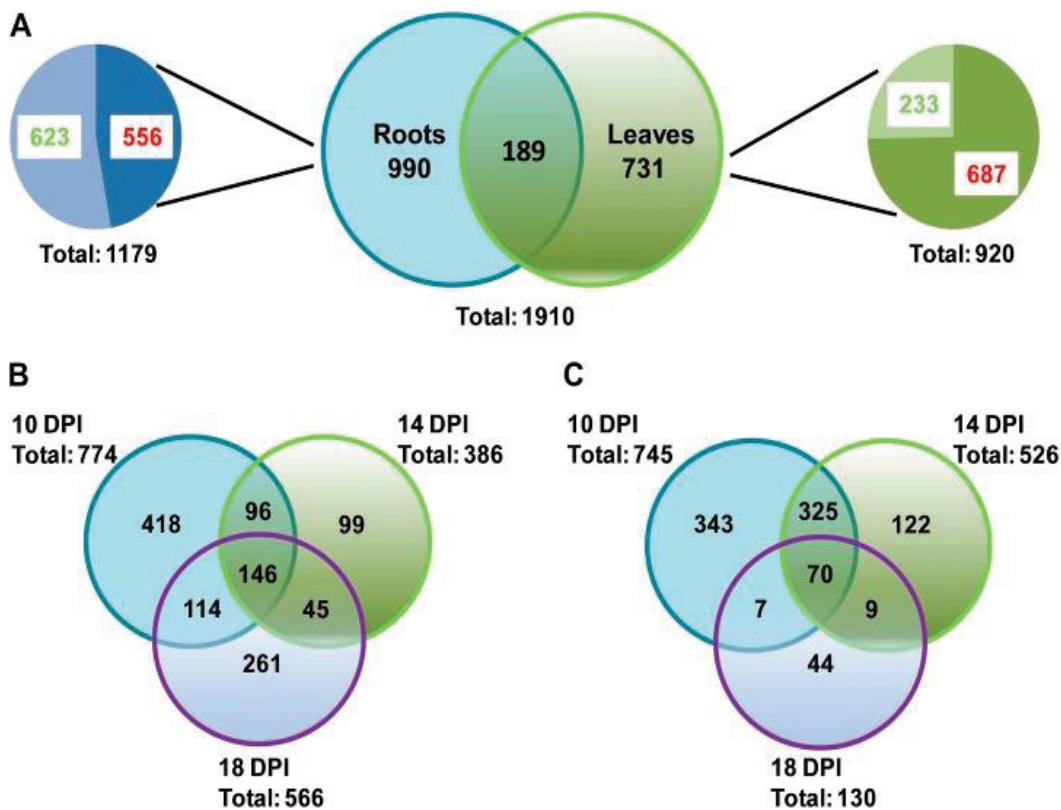 A
623
556
Total: 1179
Roots
990
189
Leaves
731
Total: 1910
233
687
Total: 920
B
10 DPI
Total: 774
14 DPI
Total: 386
418
96
99
146
114
45
261
18 DPI
Total: 566
C
10 DPI
Total: 745
14 DPI
Total: 526
343
325
122
70
7
9
44
18 DPI
Total: 130